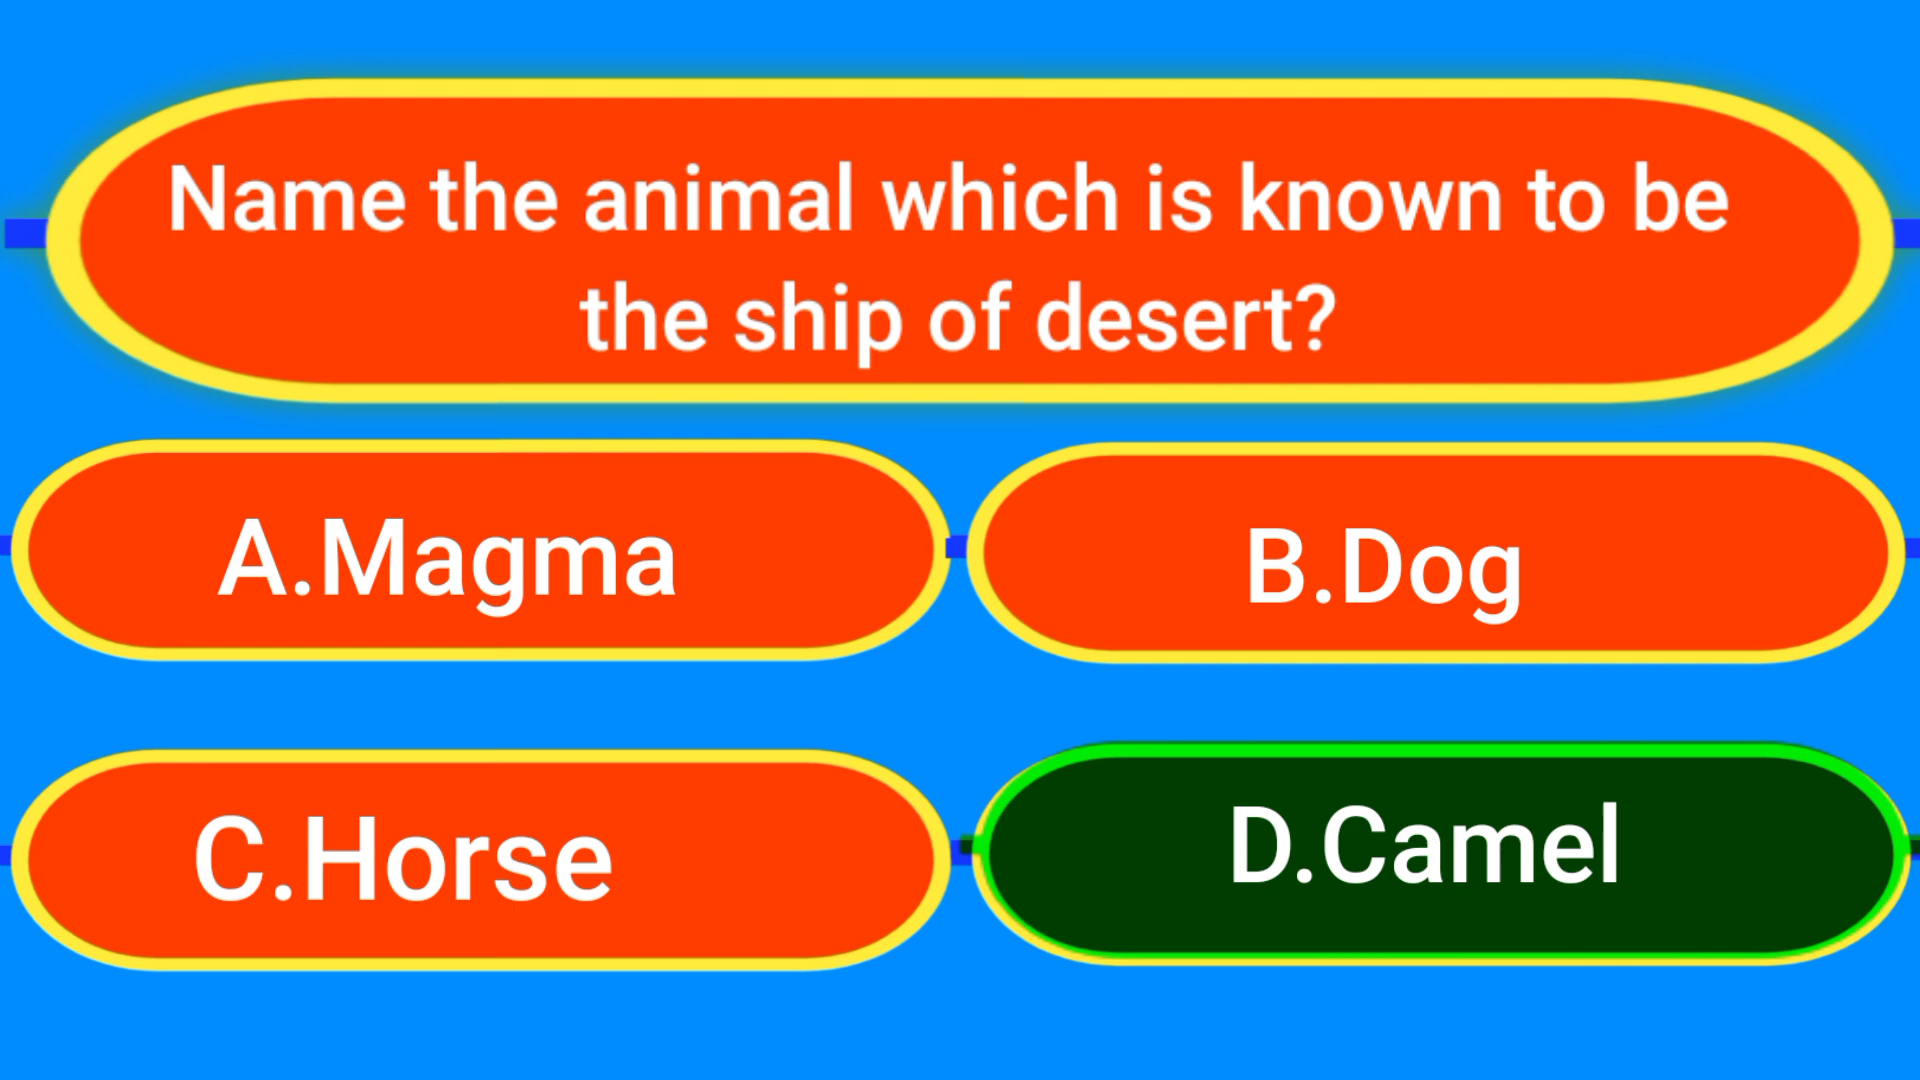 Name the animal which is known to be
the ship of desert?
A.Magma
B.Dog
C.Horse
D.Camel